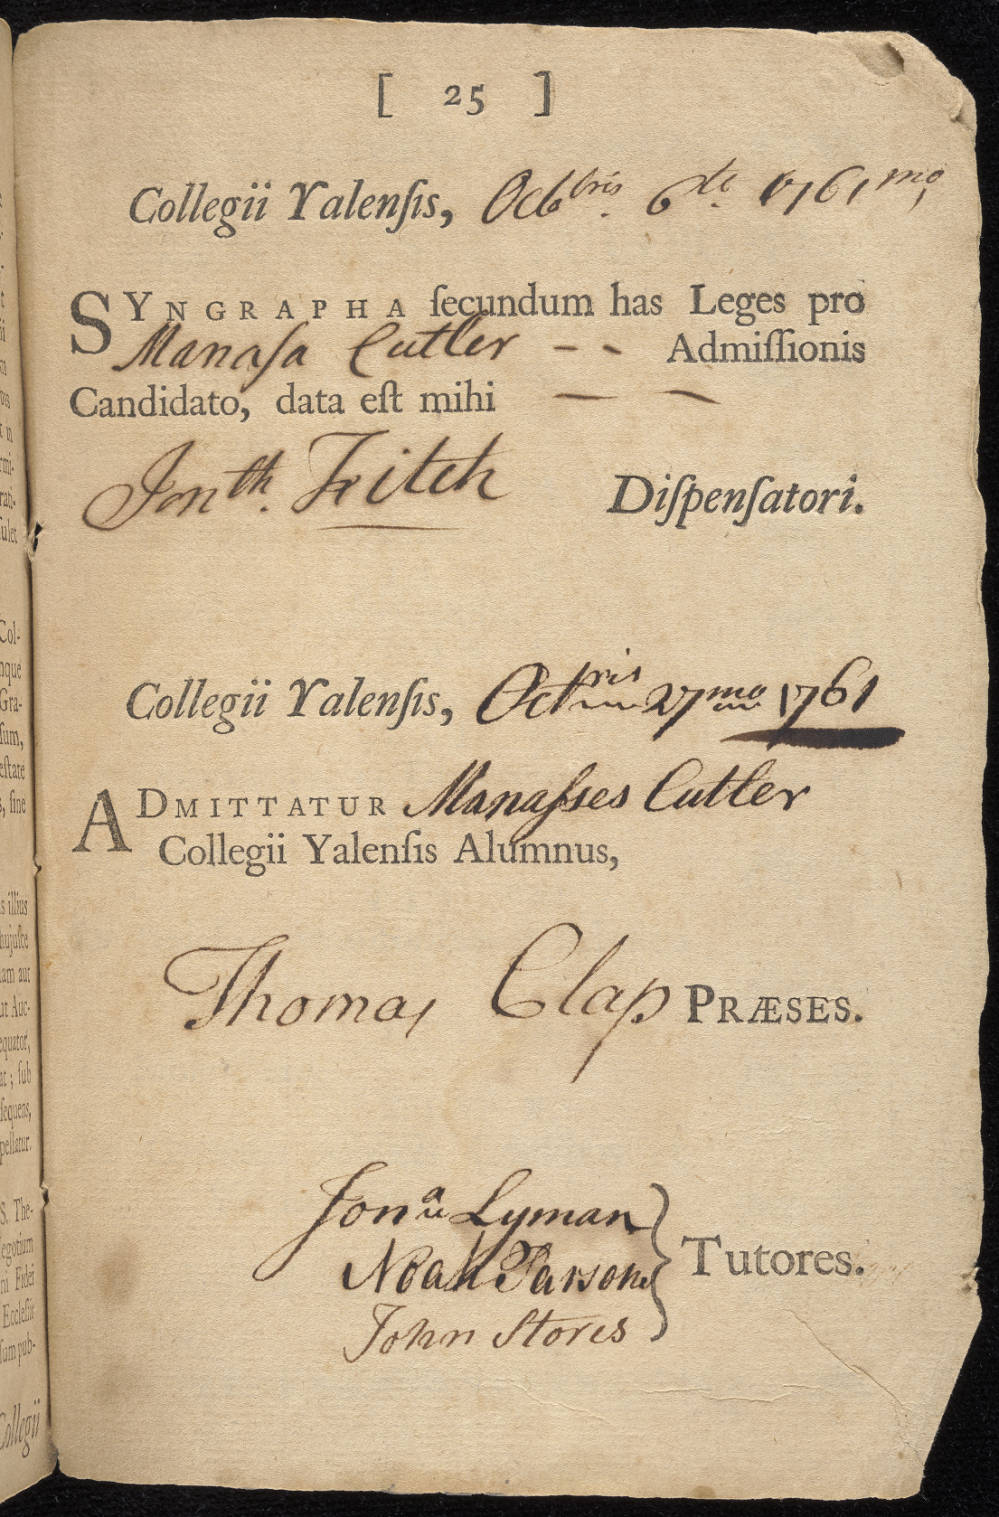 [ 25 ]
Collegii Yalenſis, Octbris. 6te. 1761mo,
SYNGRAPHA ſecundum has Leges pro
Manaſa Cutler - - Admiſſionis
Candidato, data eſt mihi — —
Jonth. Fitch Diſpenſatori.
Collegii Yalenſis, Octbris 27mo 1761
ADMITTATUR Manaſses Cutler
Collegii Yalenſis Alumnus,
Thomas Clap PRÆSES.
Jona Lyman
Noah Parsons } Tutores.
John Stores